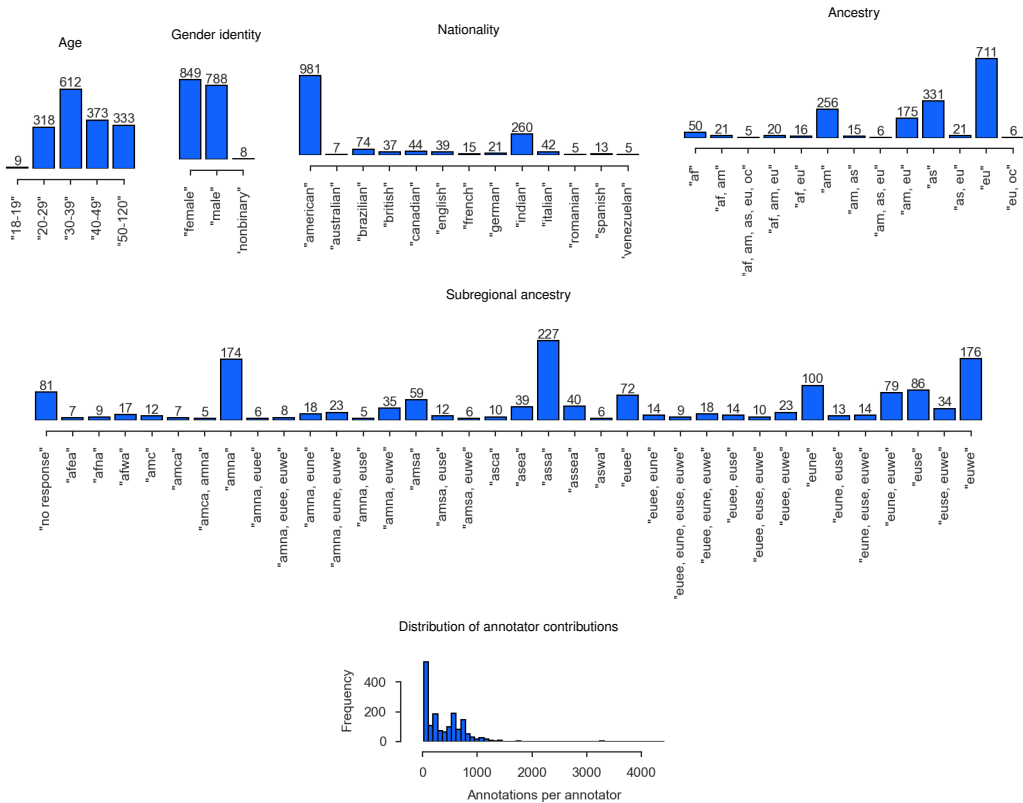 Age
9
318
612
373
333
"18-19"
"20-29"
"30-39"
"40-49"
"50-120"
Gender identity
849
788
8
"female"
"male"
'nonbinary"
Nationality
981
7
74
37
44
39
15
21
260
42
5
13
5
"american"
"australian"
"brazilian"
"british"
"canadian"
"english"
"french"
"german"
"indian"
"italian"
"romanian"
"spanish"
'venezuelan"
Ancestry
50
21
5
20
16
256
15
6
175
331
21
711
6
"af"
"af, am"
"af, am, as, eu, oc"
"af, am, eu"
"af, eu"
"am"
"am, as"
"am, as, eu"
"am, eu"
"as"
"as, eu"
"eu"
"eu, oc"
Subregional ancestry
81
7
9
17
12
7
5
174
6
8
18
23
5
35
59
12
6
10
39
227
40
6
72
14
9
18
14
10
23
100
13
14
79
86
34
176
"no response"
"afea"
"afna"
"afwa"
"amc"
"amca"
"amca, amna"
"amna"
"amna, euee"
"amna, euee, euwe"
"amna, eune"
"amna, eune, euwe"
"amna, euse"
"amna, euwe"
"amsa"
"amsa, euse"
"amsa, euwe"
"asca"
"asea"
"assa"
"assea"
"aswa"
"euee"
"euee, eune"
"euee, eune, euse, euwe"
"euee, eune, euwe"
"euee, euse"
"euee, euse, euwe"
"euee, euwe"
"eune"
"eune, euse"
"eune, euse, euwe"
"eune, euwe"
"euse"
"euse, euwe"
"euwe"
Distribution of annotator contributions
Frequency
400
200
0
0
1000
2000
3000
4000
Annotations per annotator